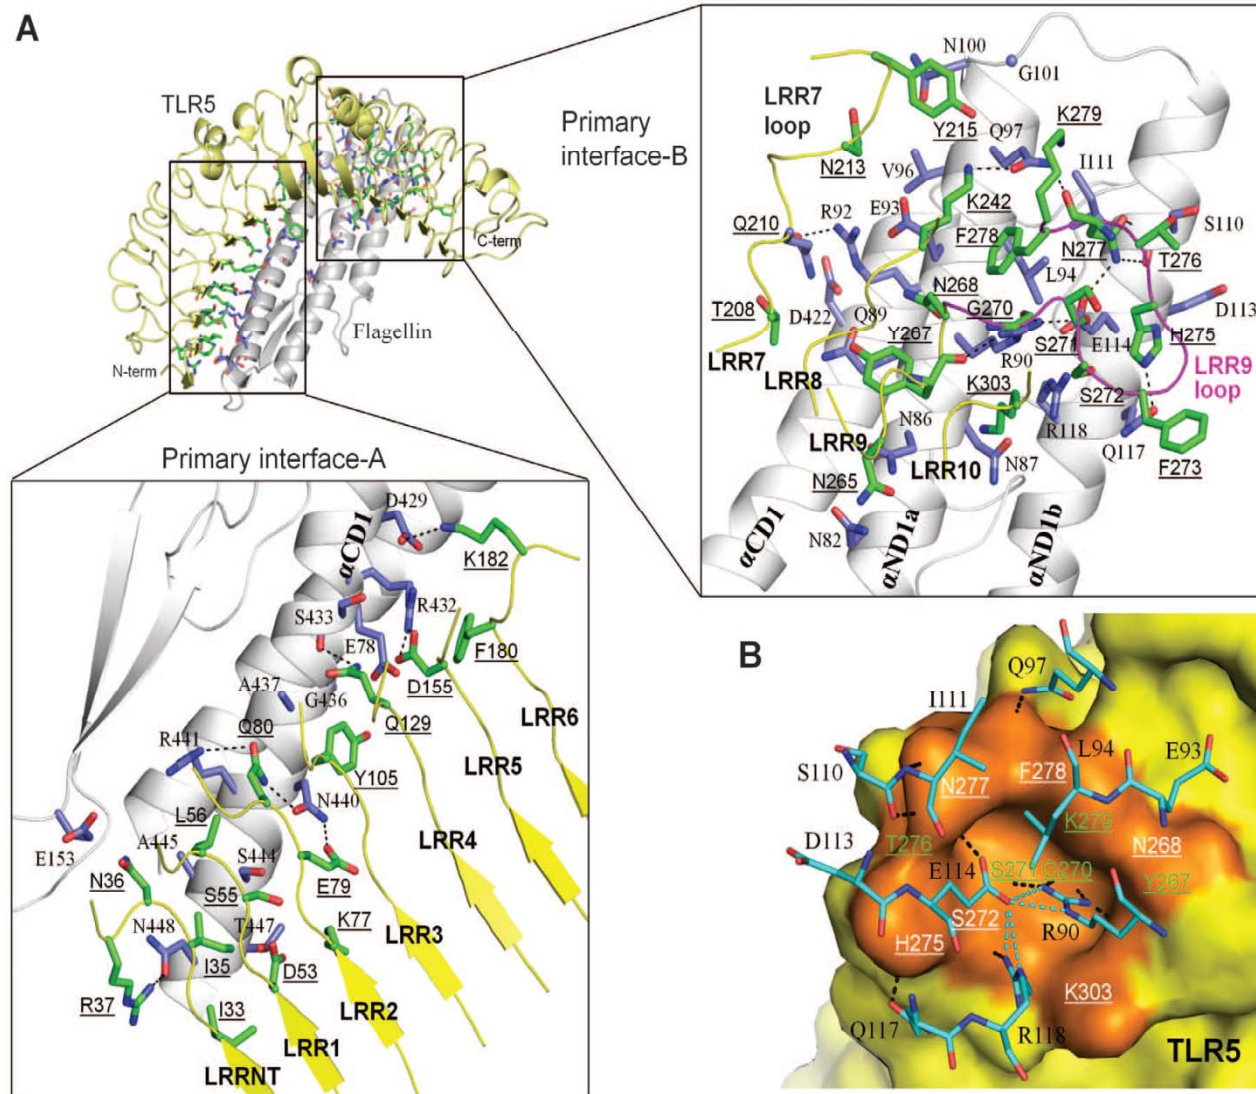 A
TLR5
Flagellin
N-term
C-term
Primary
interface-B
Primary interface-A
N100
G101
LRR7
loop
K279
Y215
Q97
N213
V96
I111
E93
K242
Q210
R92
S110
F278
N277
T276
L94
N268
T208
D422
Q89
G270
D113
Y267
S271
E114
H275
LRR7
R90
LRR9
loop
LRR8
K303
S272
N86
R118
LRR9
LRR10
N87
Q117
F273
N265
N82
αCD1
αND1a
αND1b
D429
αCD1
K182
S433
R432
E78
F180
A437
G436
D155
Q80
Q129
LRR6
R441
Y105
LRR5
N440
L56
LRR4
A445
S444
E153
E79
N36
S55
K77
LRR3
N448
T447
I35
D53
LRR2
R37
I33
LRR1
LRRNT
B
Q97
I111
L94
E93
S110
F278
N277
K279
N268
T276
D113
S271
G270
E114
Y267
S272
R90
H275
K303
Q117
R118
TLR5